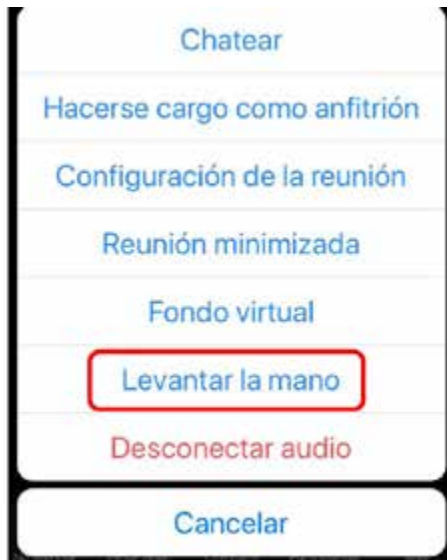 Chatear
Hacerse cargo como anfitrión
Configuración de la reunión
Reunión minimizada
Fondo virtual
Levantar la mano
Desconectar audio
Cancelar